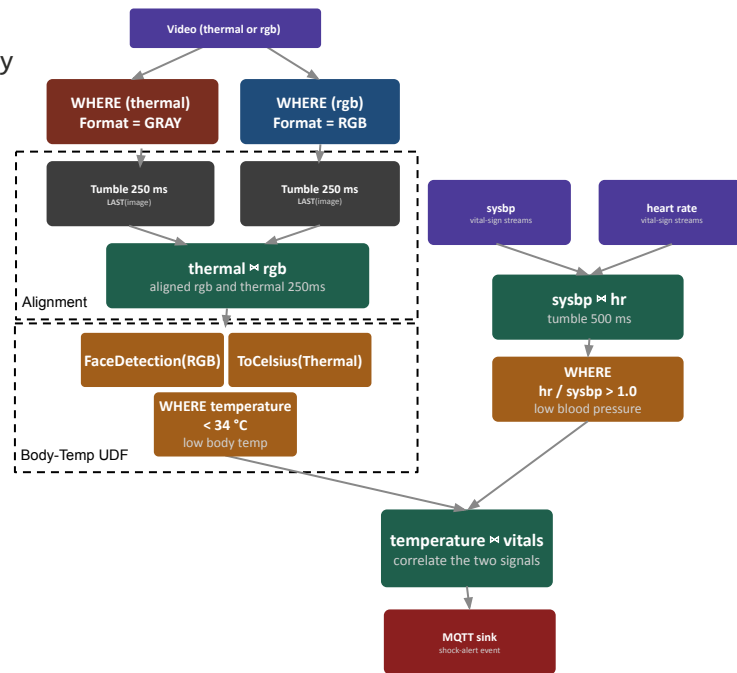 Video (thermal or rgb)
y
WHERE (thermal)
Format = GRAY
WHERE (rgb)
Format = RGB
Tumble 250 ms
LAST(image)
Tumble 250 ms
LAST(image)
sysbp
vital-sign streams
heart rate
vital-sign streams
thermal ⋈ rgb
aligned rgb and thermal 250ms
Alignment
sysbp ⋈ hr
tumble 500 ms
FaceDetection(RGB)
ToCelsius(Thermal)
WHERE
hr / sysbp > 1.0
low blood pressure
WHERE temperature
< 34 °C
low body temp
Body-Temp UDF
temperature ⋈ vitals
correlate the two signals
MQTT sink
shock-alert event